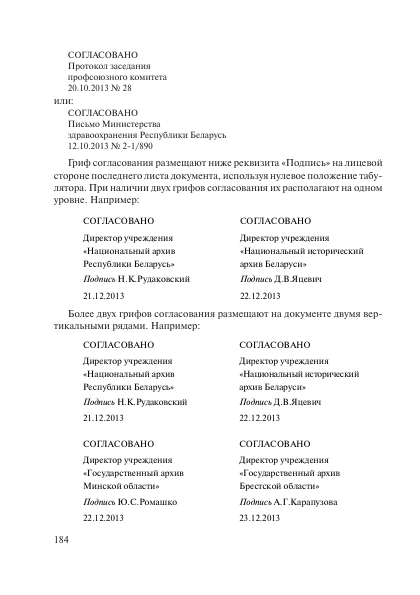 СОГЛАСОВАНО
Протокол заседания
профсоюзного комитета
20.10.2013 № 28
или:
СОГЛАСОВАНО
Письмо Министерства
здравоохранения Республики Беларусь
12.10.2013 № 2-1/890
Гриф согласования размещают ниже реквизита «Подпись» на лицевой
стороне последнего листа документа, используя нулевое положение табу-
лятора. При наличии двух грифов согласования их располагают на одном
уровне. Например:
СОГЛАСОВАНО
Директор учреждения
«Национальный архив
Республики Беларусь»
Подпись Н.К.Рудаковский
21.12.2013
СОГЛАСОВАНО
Директор учреждения
«Национальный исторический
архив Беларуси»
Подпись Д.В.Яцевич
22.12.2013
Более двух грифов согласования размещают на документе двумя вер-
тикальными рядами. Например:
СОГЛАСОВАНО
Директор учреждения
«Национальный архив
Республики Беларусь»
Подпись Н.К.Рудаковский
21.12.2013
СОГЛАСОВАНО
Директор учреждения
«Национальный исторический
архив Беларуси»
Подпись Д.В.Яцевич
22.12.2013
СОГЛАСОВАНО
Директор учреждения
«Государственный архив
Минской области»
Подпись Ю.С.Ромашко
22.12.2013
СОГЛАСОВАНО
Директор учреждения
«Государственный архив
Брестской области»
Подпись А.Г.Карапузова
23.12.2013
184